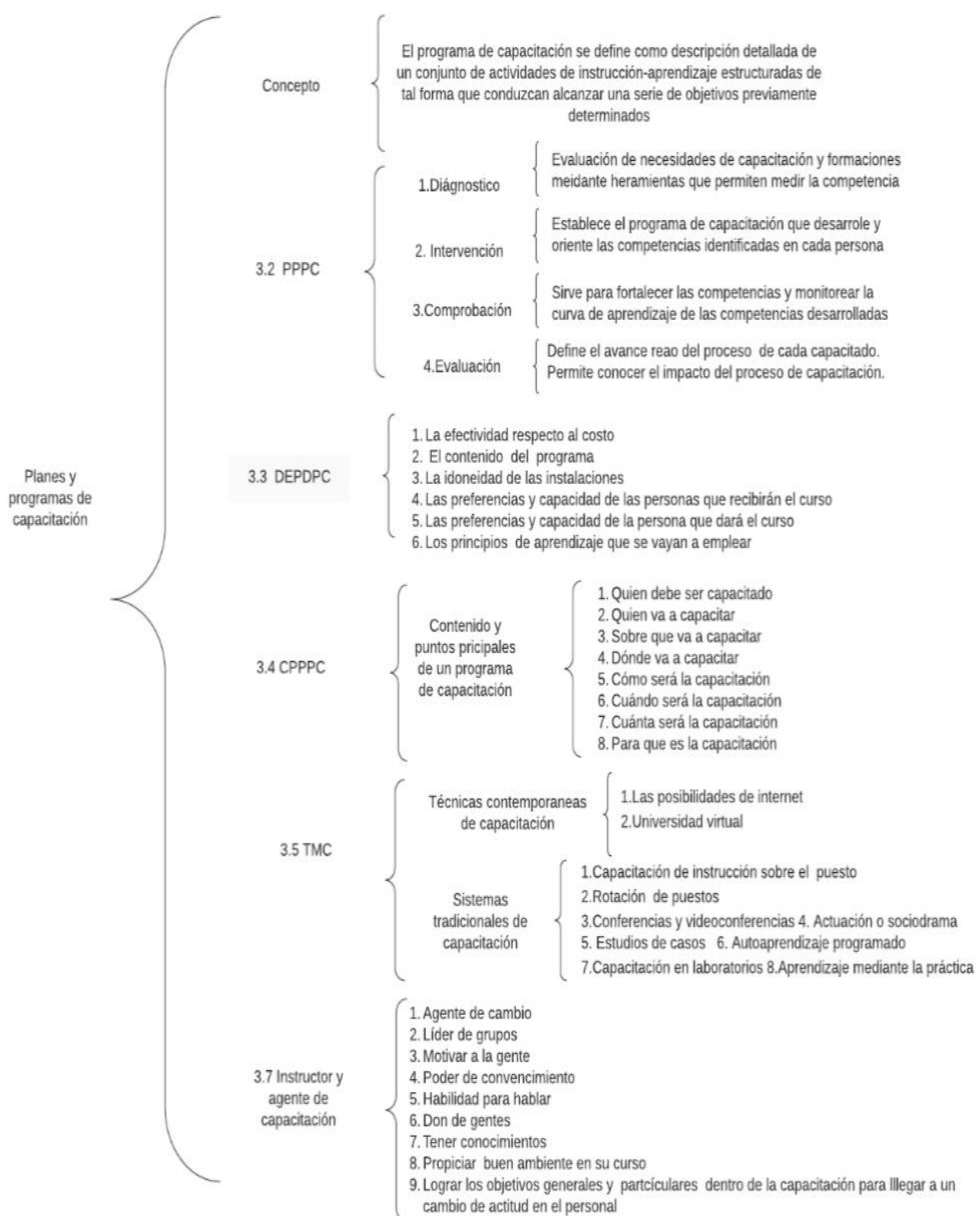 Planes y
programas de
capacitación
Concepto
El programa de capacitación se define como descripción detallada de
un conjunto de actividades de instrucción-aprendizaje estructuradas de
tal forma que conduzcan alcanzar una serie de objetivos previamente
determinados
3.2 PPPC
1.Diágnostico
Evaluación de necesidades de capacitación y formaciones
meidante heramientas que permiten medir la competencia
2. Intervención
Establece el programa de capacitación que desarrole y
oriente las competencias identificadas en cada persona
3.Comprobación
Sirve para fortalecer las competencias y monitorear la
curva de aprendizaje de las competencias desarrolladas
4.Evaluación
Define el avance reao del proceso de cada capacitado.
Permite conocer el impacto del proceso de capacitación.
3.3 DEPDPC
1. La efectividad respecto al costo
2. El contenido del programa
3. La idoneidad de las instalaciones
4. Las preferencias y capacidad de las personas que recibirán el curso
5. Las preferencias y capacidad de la persona que dará el curso
6. Los principios de aprendizaje que se vayan a emplear
3.4 CPPPC
Contenido y
puntos pricipales
de un programa
de capacitación
1. Quien debe ser capacitado
2. Quien va a capacitar
3. Sobre que va a capacitar
4. Dónde va a capacitar
5. Cómo será la capacitación
6. Cuándo será la capacitación
7. Cuánta será la capacitación
8. Para que es la capacitación
3.5 TMC
Técnicas contemporaneas
de capacitación
1.Las posibilidades de internet
2.Universidad virtual
Sistemas
tradicionales de
capacitación
1.Capacitación de instrucción sobre el puesto
2.Rotación de puestos
3.Conferencias y videoconferencias 4. Actuación o sociodrama
5. Estudios de casos 6. Autoaprendizaje programado
7.Capacitación en laboratorios 8.Aprendizaje mediante la práctica
3.7 Instructor y
agente de
capacitación
1. Agente de cambio
2. Líder de grupos
3. Motivar a la gente
4. Poder de convencimiento
5. Habilidad para hablar
6. Don de gentes
7. Tener conocimientos
8. Propiciar buen ambiente en su curso
9. Lograr los objetivos generales y partcículares dentro de la capacitación para lllegar a un
cambio de actitud en el personal